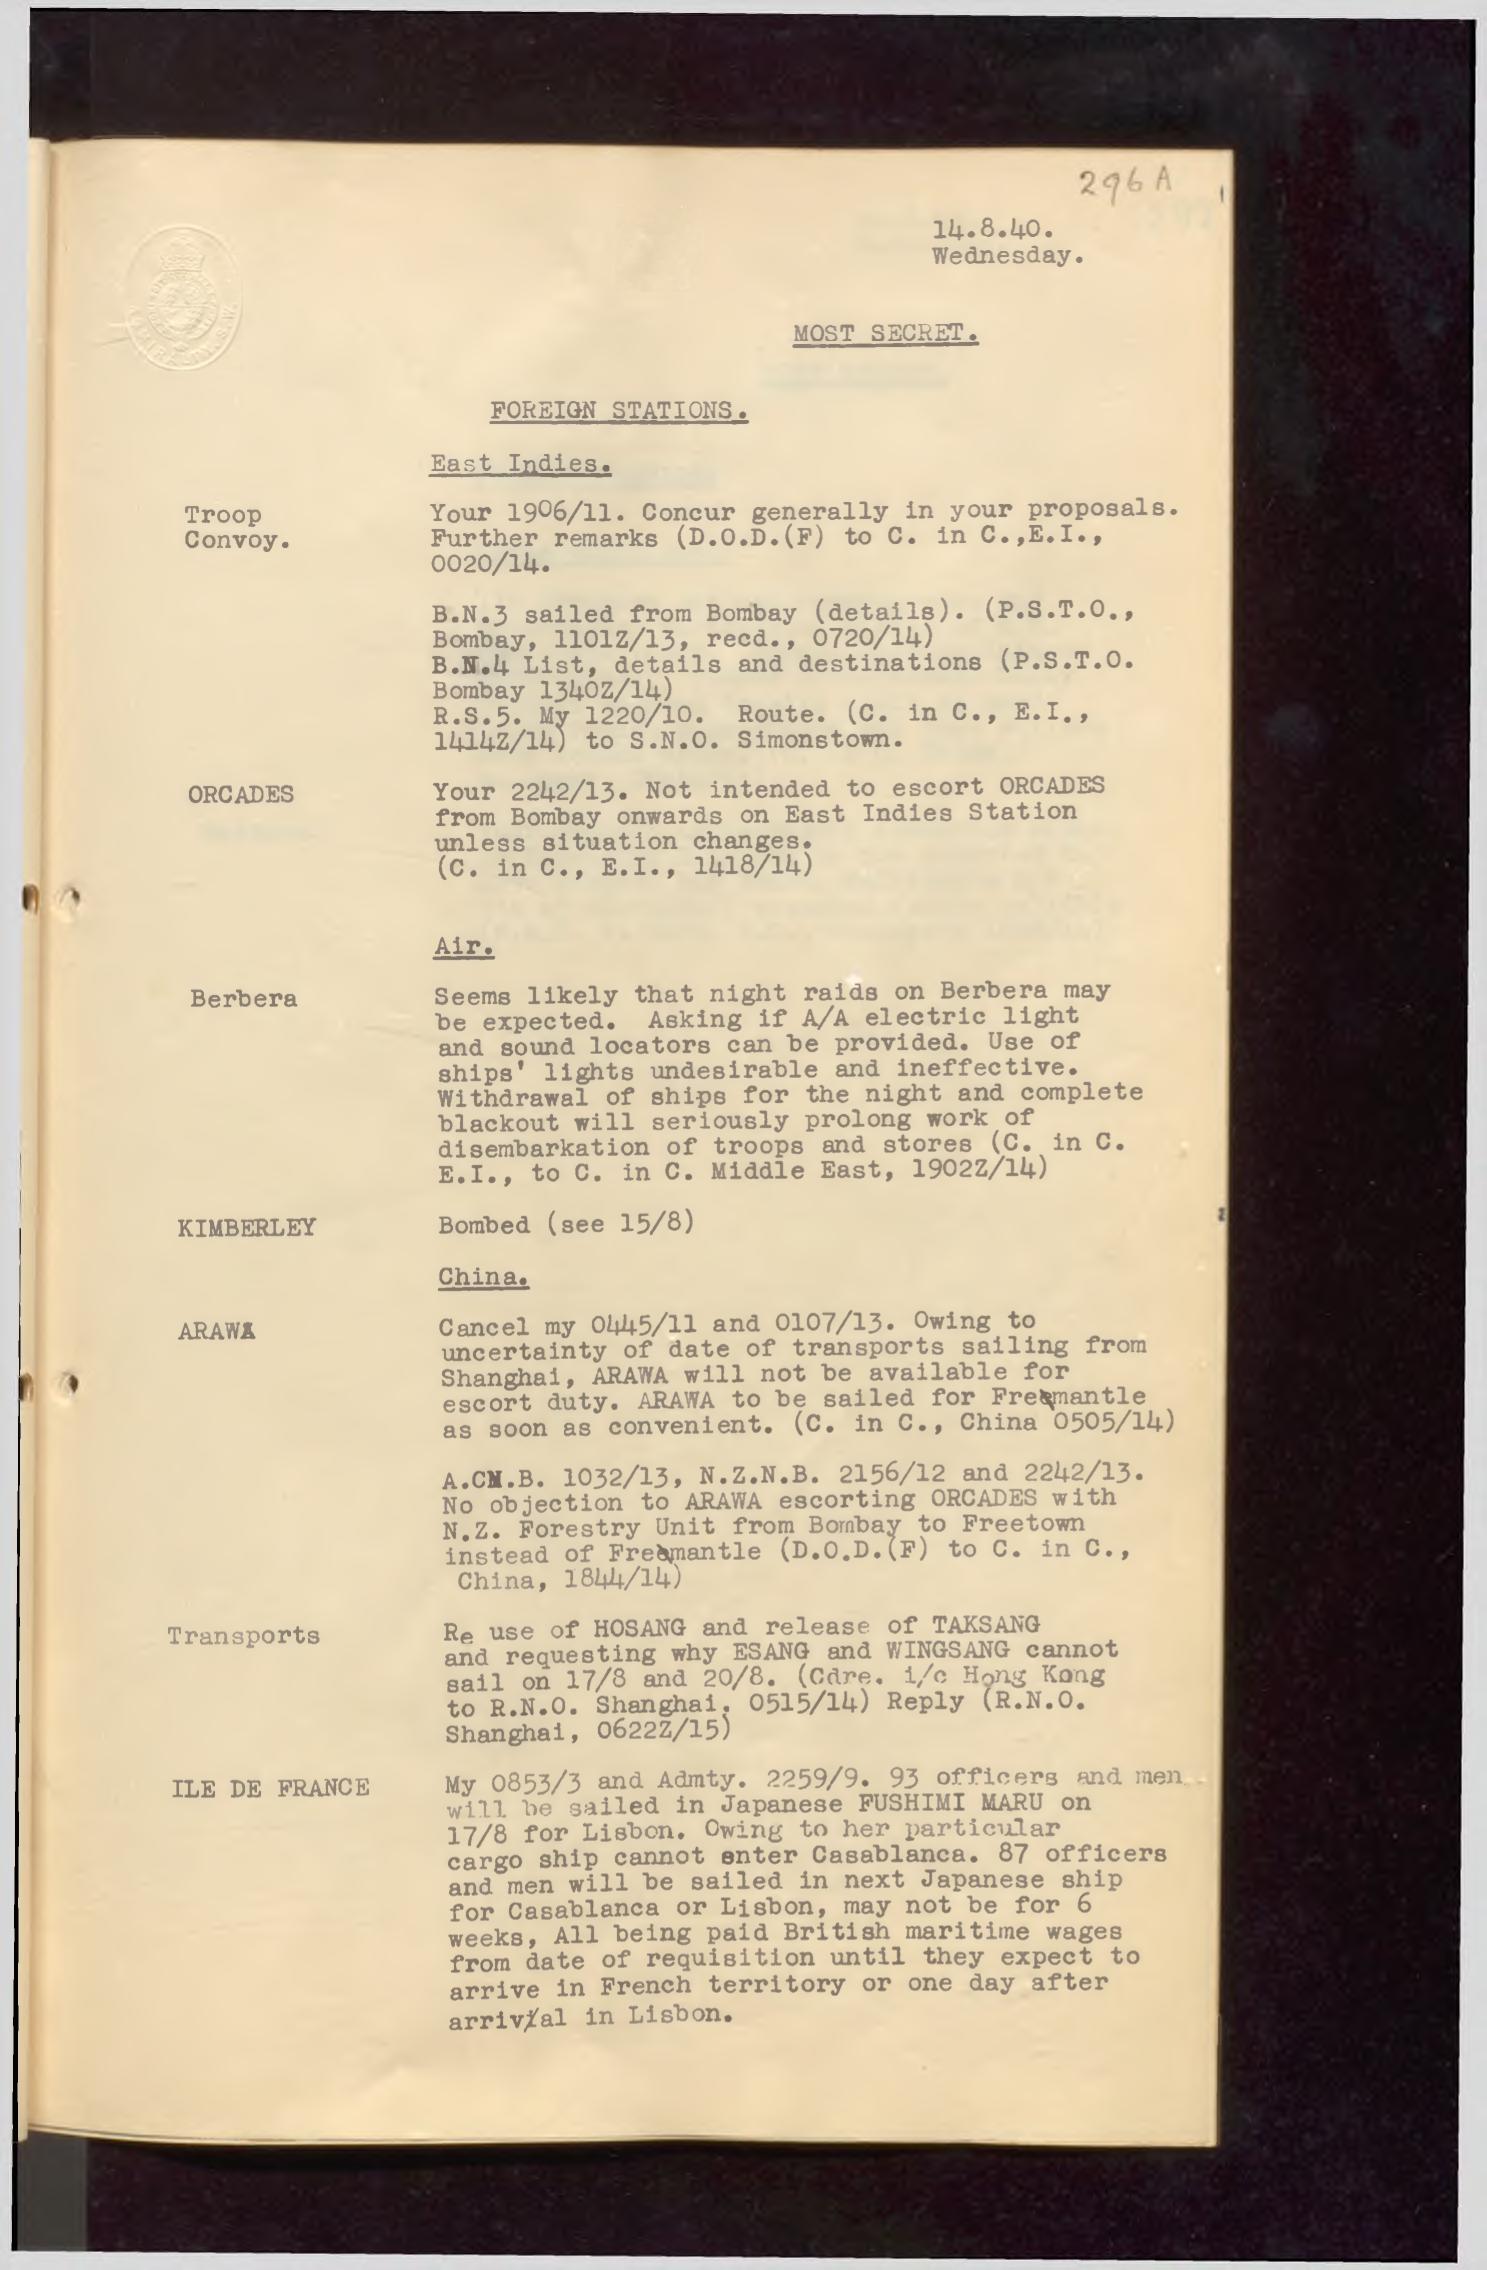 296 A
14.8.40.
Wednesday.
MOST SECRET.
FOREIGN STATIONS.
East Indies.
Troop
Convoy.
Your 1906/11. Concur generally in your proposals.
Further remarks (D.O.D.(F) to C. in C.,E.I.,
0020/14.
B.N.3 sailed from Bombay (details). (P.S.T.O.,
Bombay, 1101Z/13, recd., 0720/14)
B.N.4 List, details and destinations (P.S.T.O.
Bombay 1340Z/14)
R.S.5. My 1220/10. Route. (C. in C., E.I.,
1414Z/14) to S.N.O. Simonstown.
ORCADES
Your 2242/13. Not intended to escort ORCADES
from Bombay onwards on East Indies Station
unless situation changes.
(C. in C., E.I., 1418/14)
Air.
Berbera
Seems likely that night raids on Berbera may
be expected. Asking if A/A electric light
and sound locators can be provided. Use of
ships' lights undesirable and ineffective.
Withdrawal of ships for the night and complete
blackout will seriously prolong work of
disembarkation of troops and stores (C. in C.
E.I., to C. in C. Middle East, 1902Z/14)
KIMBERLEY
Bombed (see 15/8)
China.
ARAWA
Cancel my 0445/11 and 0107/13. Owing to
uncertainty of date of transports sailing from
Shanghai, ARAWA will not be available for
escort duty. ARAWA to be sailed for Freemantle
as soon as convenient. (C. in C., China 0505/14)
A.CN.B. 1032/13, N.Z.N.B. 2156/12 and 2242/13.
No objection to ARAWA escorting ORCADES with
N.Z. Forestry Unit from Bombay to Freetown
instead of Freemantle (D.O.D.(F) to C. in C.,
China, 1844/14)
Transports
Re use of HOSANG and release of TAKSANG
and requesting why ESANG and WINGSANG cannot
sail on 17/8 and 20/8. (Cdre. i/c Hong Kong
to R.N.O. Shanghai, 0515/14) Reply (R.N.O.
Shanghai, 0622Z/15)
ILE DE FRANCE
My 0853/3 and Admty. 2259/9. 93 officers and men
will be sailed in Japanese FUSHIMI MARU on
17/8 for Lisbon. Owing to her particular
cargo ship cannot enter Casablanca. 87 officers
and men will be sailed in next Japanese ship
for Casablanca or Lisbon, may not be for 6
weeks, All being paid British maritime wages
from date of requisition until they expect to
arrive in French territory or one day after
arrival in Lisbon.